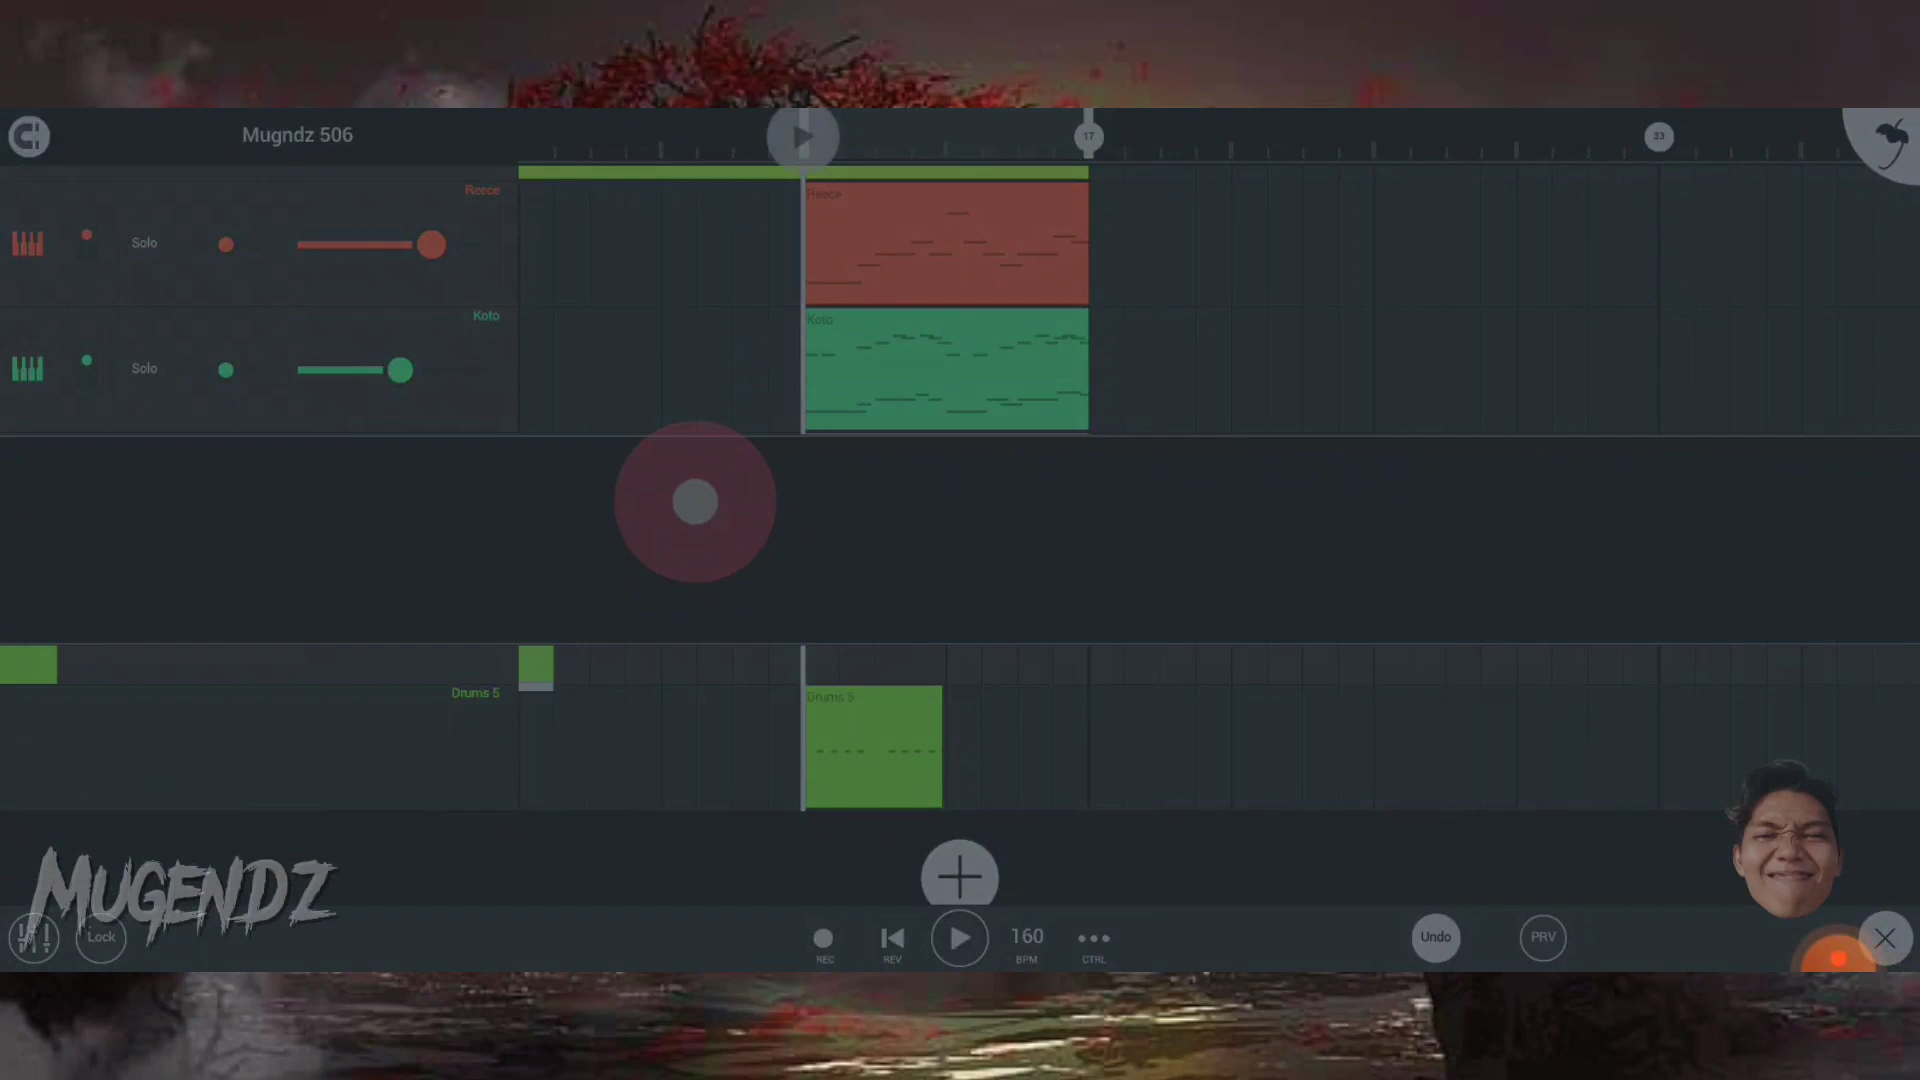 Mugndz 506
17
33
Reece
Reece
Solo
Koto
Koto
Solo
Drums 5
Drums 5
MUGENDZ
Lock
REC
REV
160
BPM
CTRL
Undo
PRV